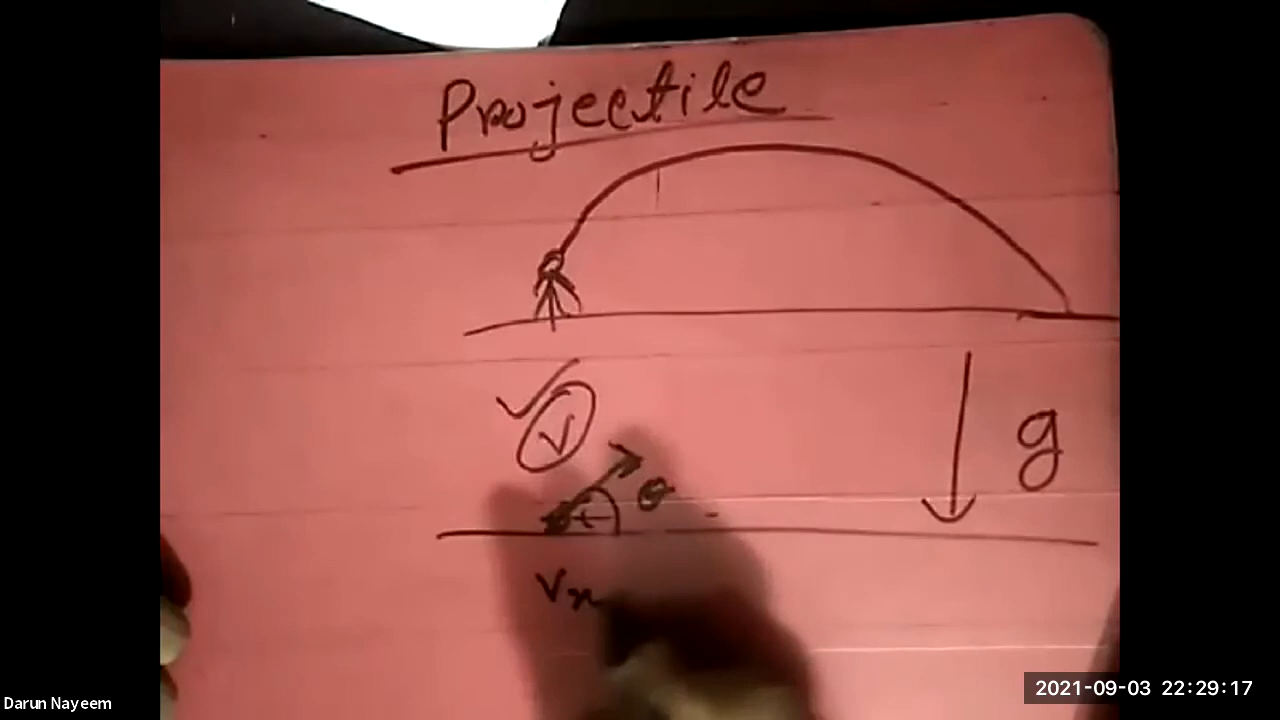 Projectile
V
g
θ
Vx
Darun Nayeem
2021-09-03 22:29:17